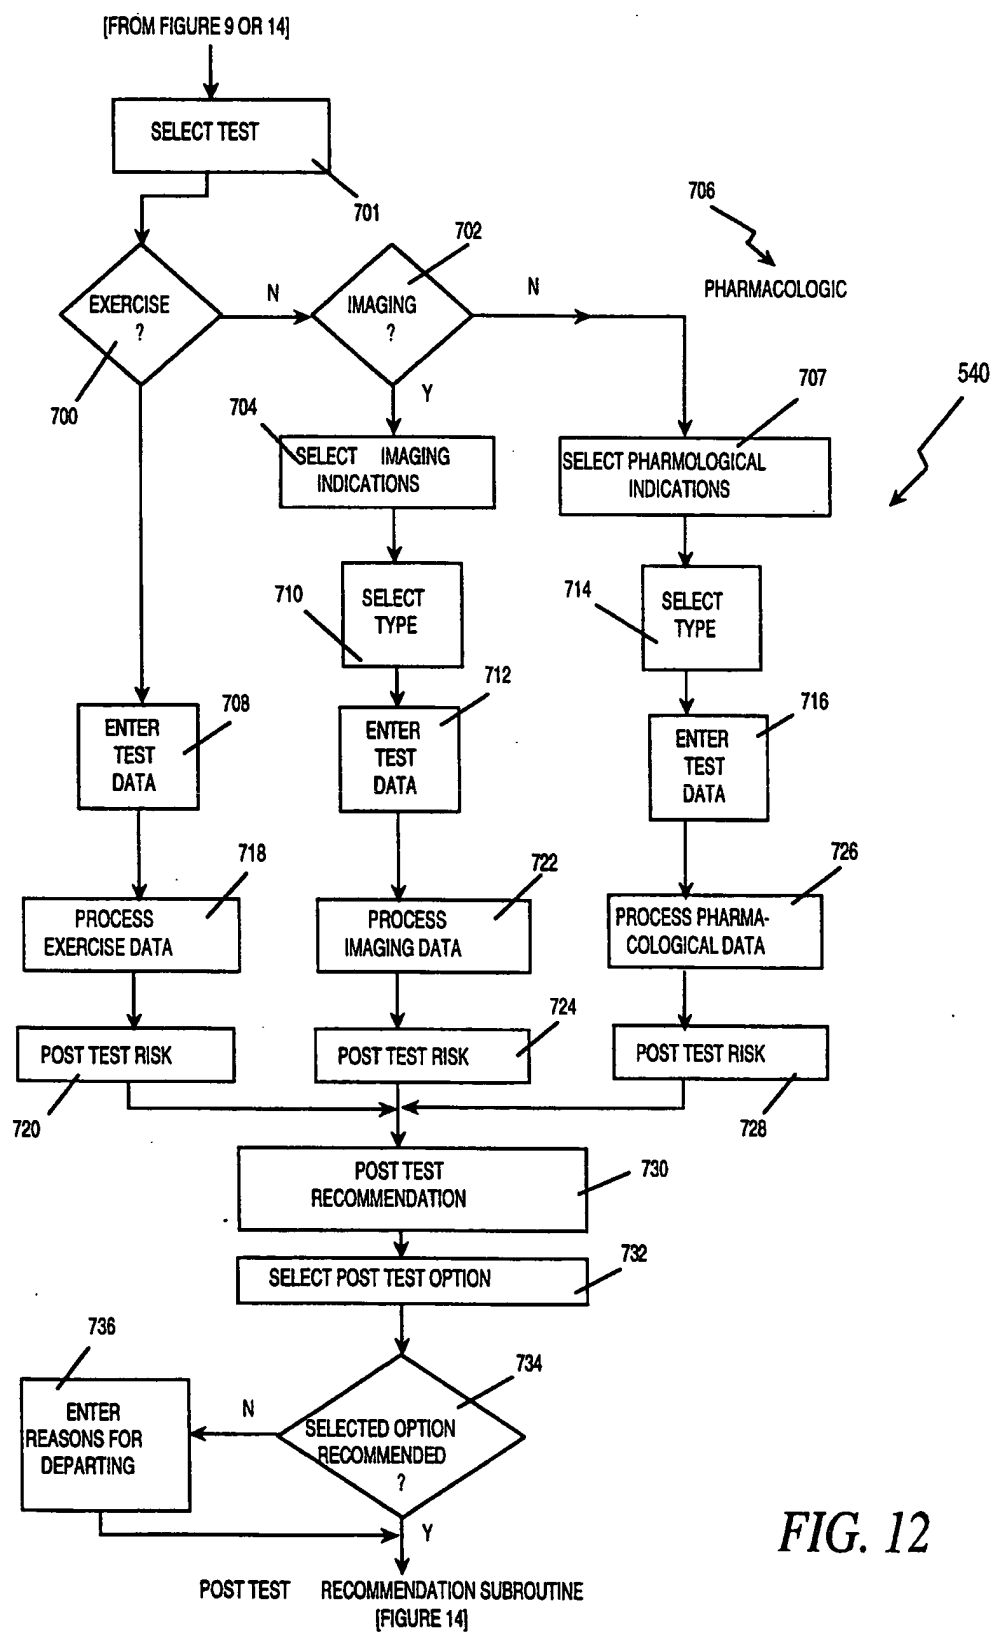 [FROM FIGURE 9 OR 14]
SELECT TEST
701
706
PHARMACOLOGIC
702
EXERCISE
?
N
IMAGING
?
N
700
Y
540
704
SELECT IMAGING
INDICATIONS
707
SELECT PHARMOLOGICAL
INDICATIONS
710
SELECT
TYPE
714
SELECT
TYPE
708
ENTER
TEST
DATA
712
ENTER
TEST
DATA
716
ENTER
TEST
DATA
718
PROCESS
EXERCISE DATA
722
PROCESS
IMAGING DATA
726
PROCESS PHARMA-
COLOGICAL DATA
POST TEST RISK
720
724
POST TEST RISK
POST TEST RISK
728
POST TEST
RECOMMENDATION
730
SELECT POST TEST OPTION
732
734
SELECTED OPTION
RECOMMENDED
?
N
736
ENTER
REASONS FOR
DEPARTING
Y
POST TEST RECOMMENDATION SUBROUTINE
[FIGURE 14]
FIG. 12